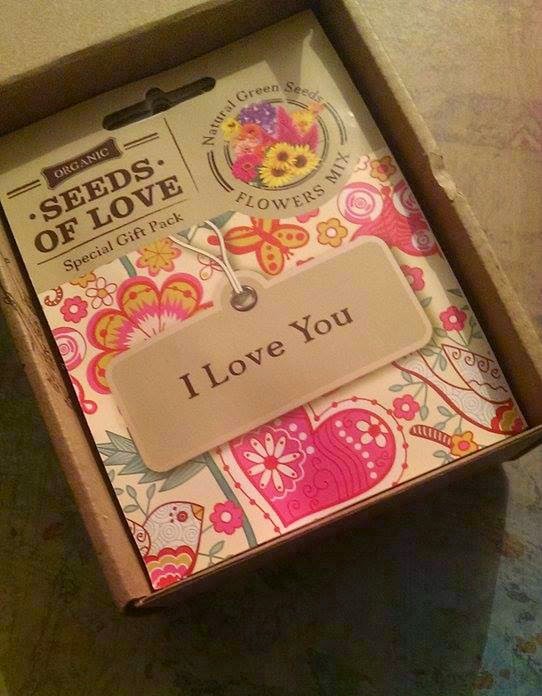 ORGANIC
·SEEDS·
OF LOVE
Special Gift Pack
Natural Green Seeds
FLOWERS MIX
I Love You